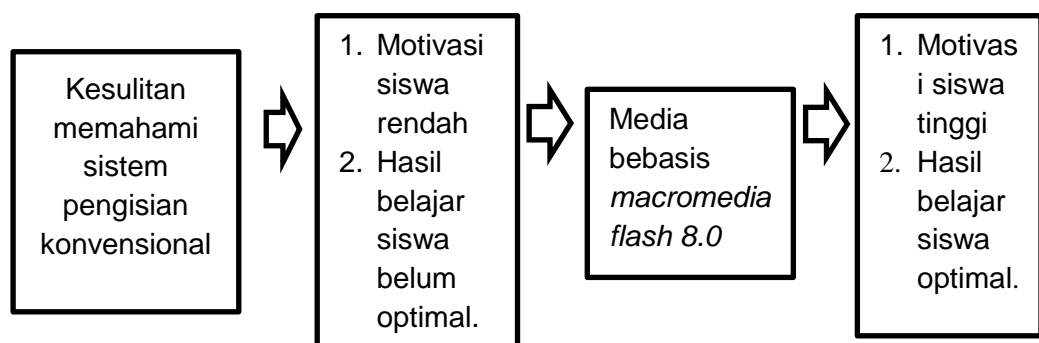 Kesulitan
memahami
sistem
pengisian
konvensional
1. Motivasi
siswa
rendah
2. Hasil
belajar
siswa
belum
optimal.
Media
bebasis
macromedia
flash 8.0
1. Motivas
i siswa
tinggi
2. Hasil
belajar
siswa
optimal.